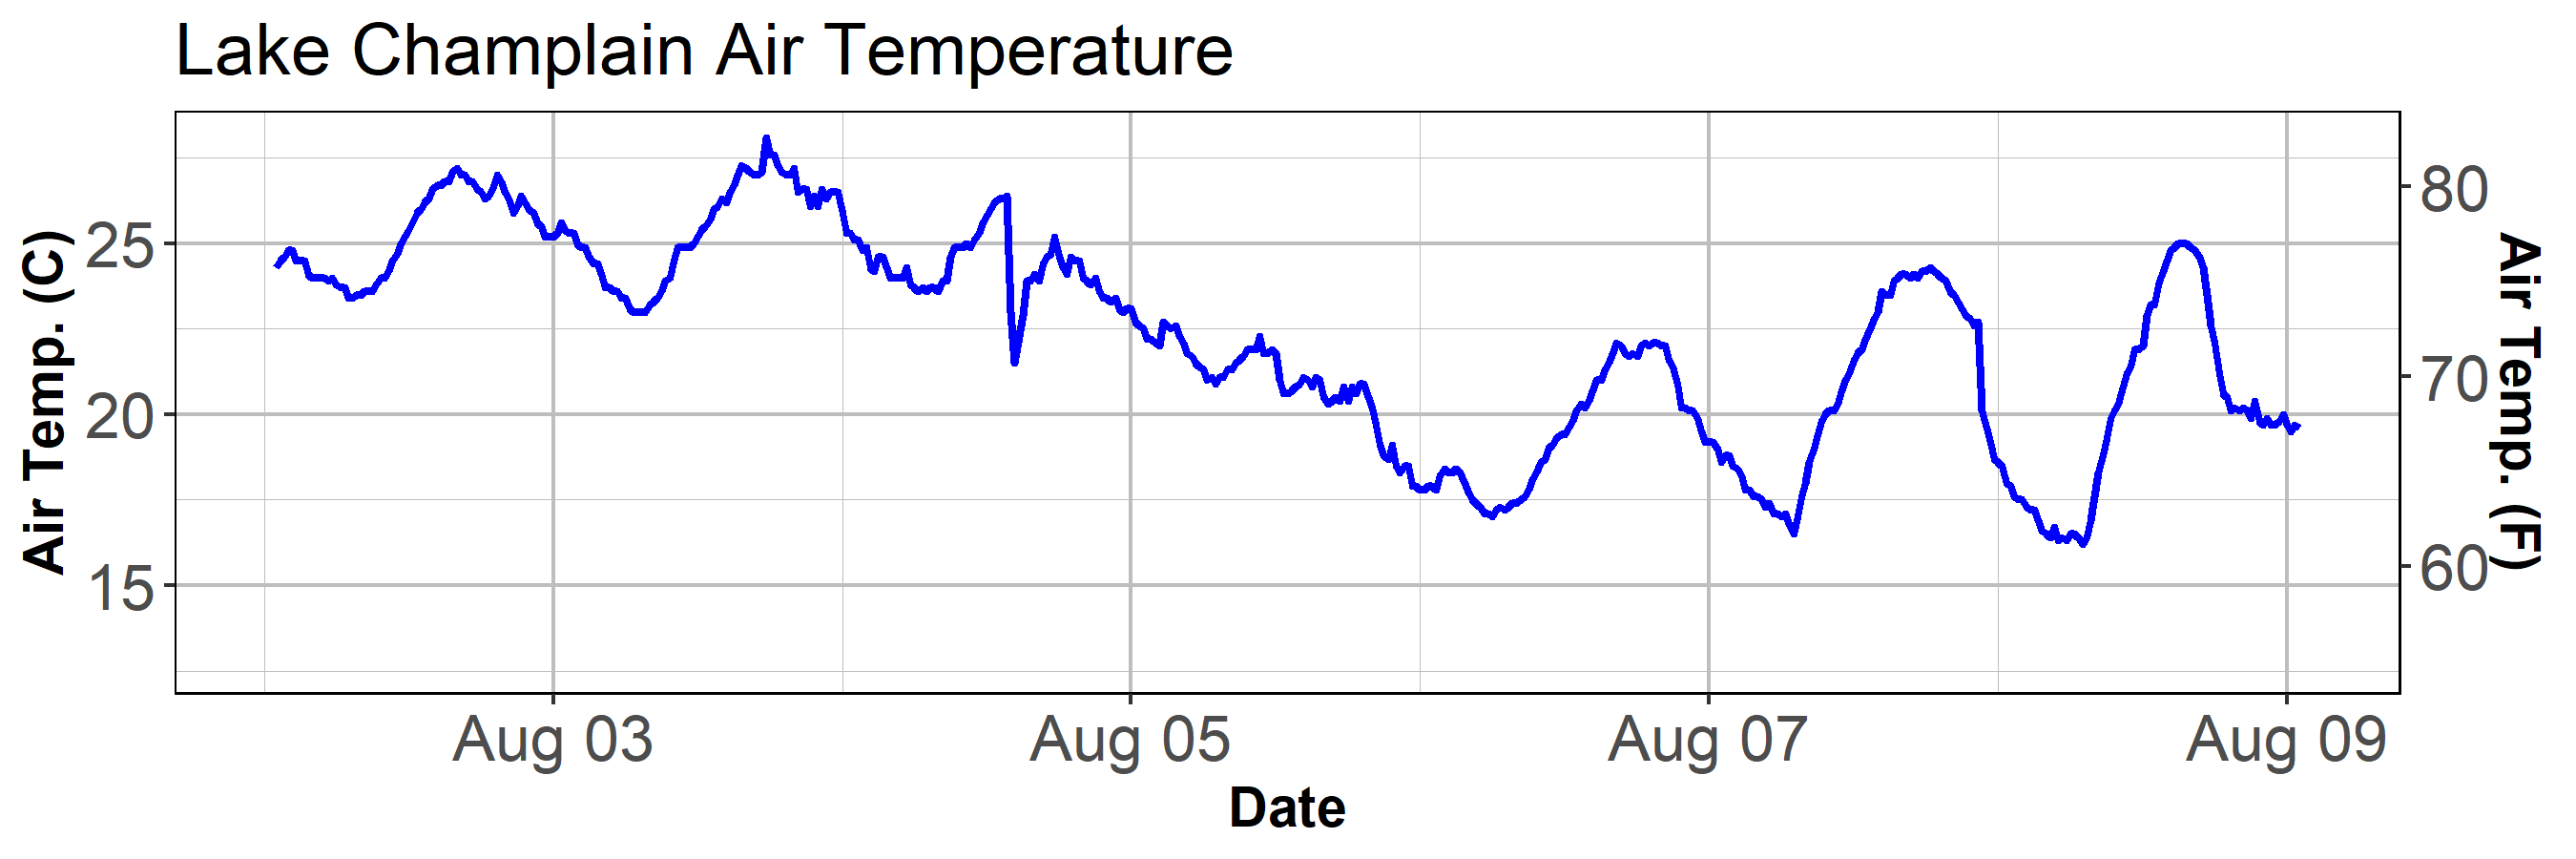 Lake Champlain Air Temperature
Air Temp. (C)
25
20
15
80
70
60
Air Temp. (F)
Aug 03 Aug 05 Aug 07 Aug 09
Date